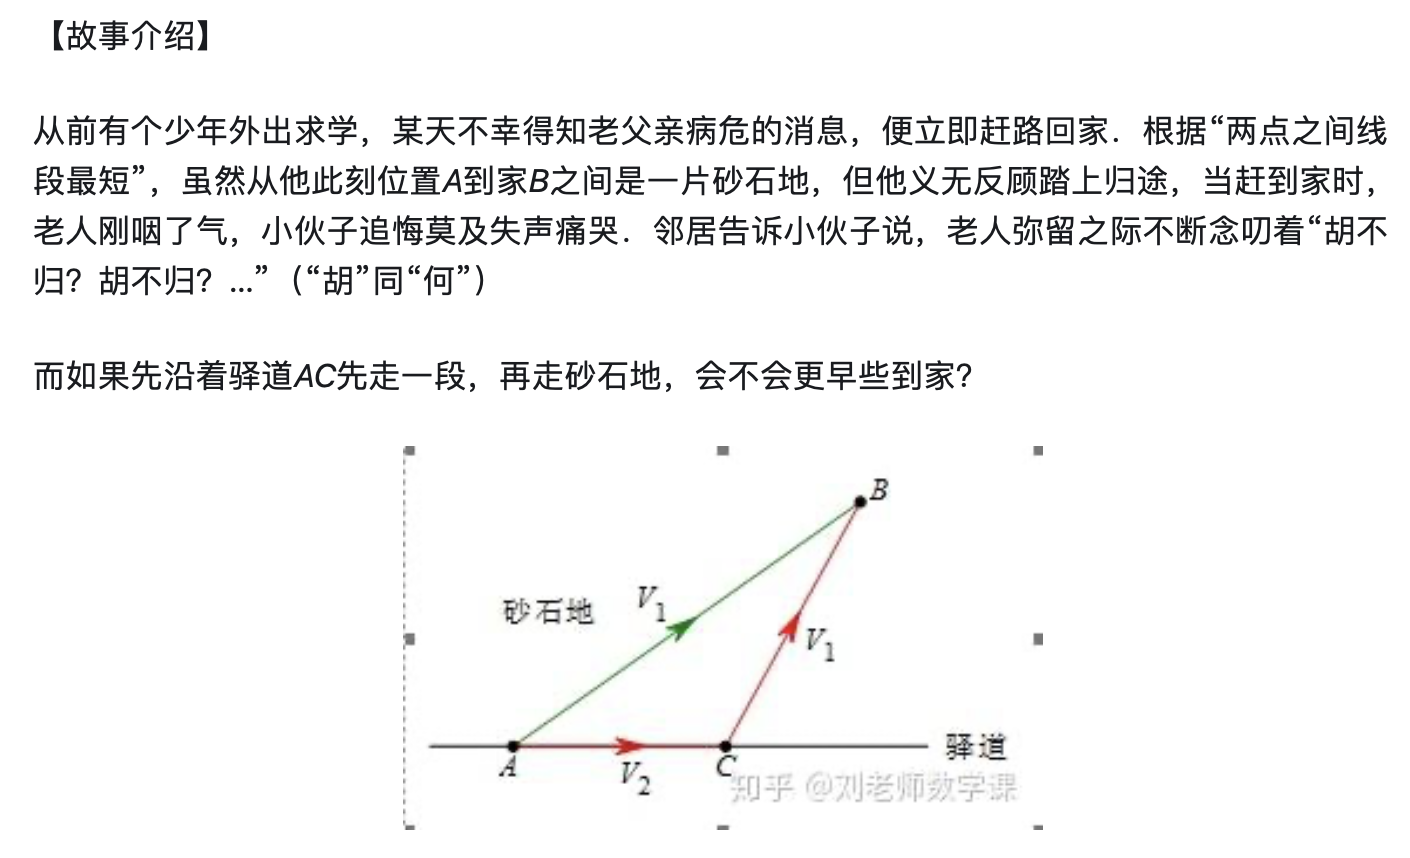 【故事介绍】
从前有个少年外出求学，某天不幸得知老父亲病危的消息，便立即赶路回家．根据“两点之间线
段最短”，虽然从他此刻位置A到家B之间是一片砂石地，但他义无反顾踏上归途，当赶到家时，
老人刚咽了气，小伙子追悔莫及失声痛哭．邻居告诉小伙子说，老人弥留之际不断念叨着“胡不
归？胡不归？...”（“胡”同“何”）
而如果先沿着驿道AC先走一段，再走砂石地，会不会更早些到家？
B
砂石地
V1
V1
驿道
A
V2
C
知乎 @刘老师数学课